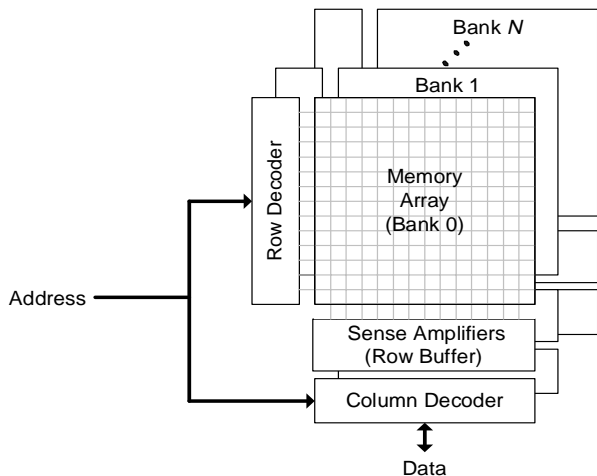 Bank N
Bank 1
Row Decoder
Memory
Array
(Bank 0)
Address
Sense Amplifiers
(Row Buffer)
Column Decoder
Data